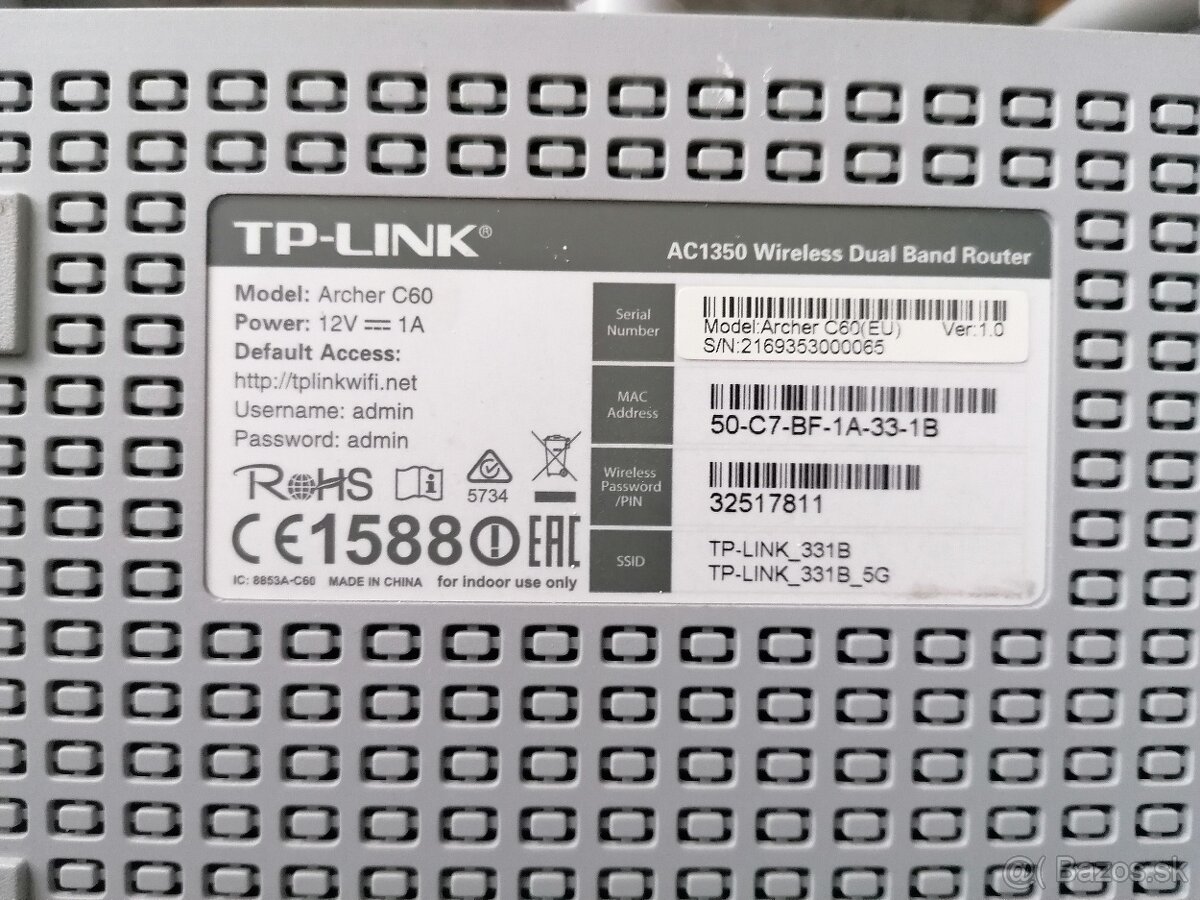 TP-LINK®
AC1350 Wireless Dual Band Router
Model: Archer C60
Power: 12V ⎓ 1A
Default Access:
http://tplinkwifi.net
Username: admin
Password: admin
RoHS
5734
CE1588
EAC
IC: 8853A-C60 MADE IN CHINA for indoor use only
Serial
Number
Model:Archer C60(EU) Ver:1.0
S/N:2169353000065
MAC
Address
50-C7-BF-1A-33-1B
Wireless
Password
/PIN
32517811
SSID
TP-LINK_331B
TP-LINK_331B_5G
@( Bazos.sk